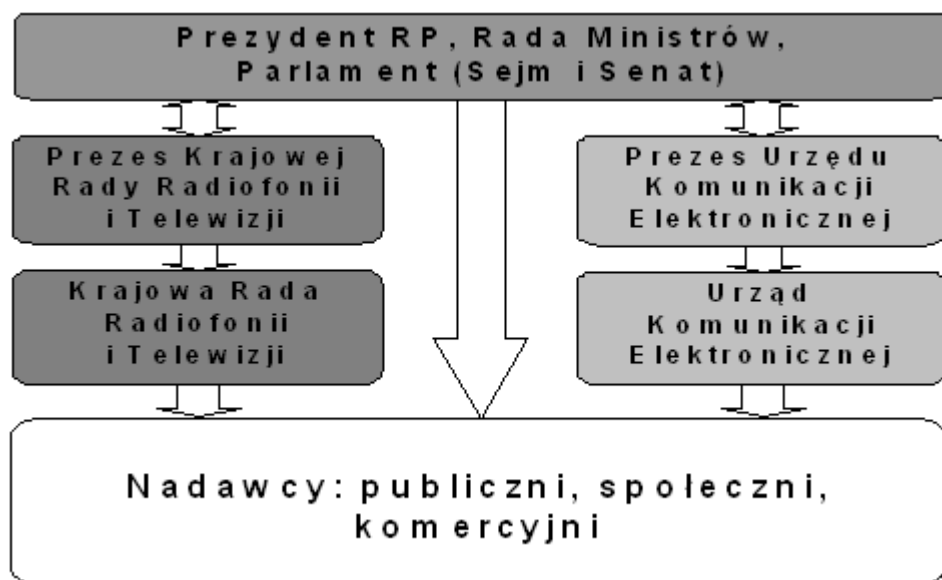 Prezydent RP, Rada Ministrów,
Parlament (Sejm i Senat)
Prezes Krajowej
Rady Radiofonii
i Telewizji
Prezes Urzędu
Komunikacji
Elektronicznej
Krajowa Rada
Radiofonii
i Telewizji
Urząd
Komunikacji
Elektronicznej
Nadawcy: publiczni, społeczni,
komercyjni